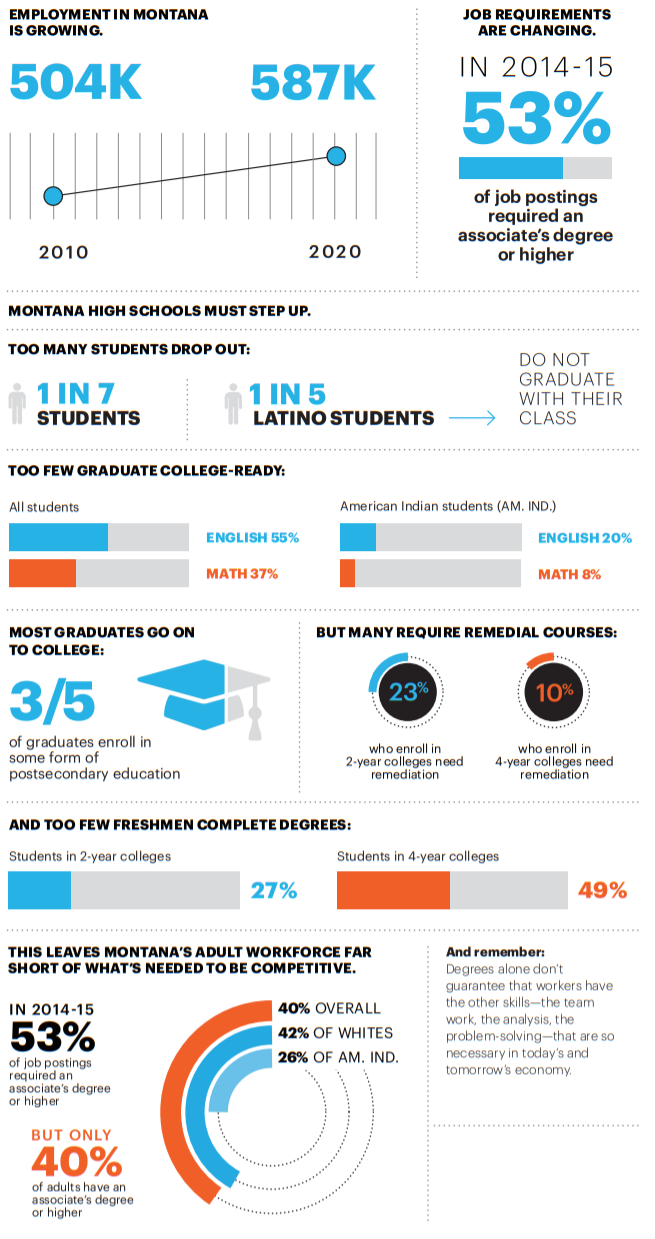 EMPLOYMENT IN MONTANA
IS GROWING.
504K
587K
2010
2020
JOB REQUIREMENTS
ARE CHANGING.
IN 2014-15
53%
of job postings
required an
associate's degree
or higher
MONTANA HIGH SCHOOLS MUST STEP UP.
TOO MANY STUDENTS DROP OUT:
1 IN 7
STUDENTS
1 IN 5
LATINO STUDENTS
DO NOT
GRADUATE
WITH THEIR
CLASS
TOO FEW GRADUATE COLLEGE-READY:
All students
ENGLISH 55%
MATH 37%
American Indian students (AM. IND.)
ENGLISH 20%
MATH 8%
MOST GRADUATES GO ON
TO COLLEGE:
3/5
of graduates enroll in
some form of
postsecondary education
BUT MANY REQUIRE REMEDIAL COURSES:
23%
who enroll in
2-year colleges need
remediation
10%
who enroll in
4-year colleges need
remediation
AND TOO FEW FRESHMEN COMPLETE DEGREES:
Students in 2-year colleges
27%
Students in 4-year colleges
49%
THIS LEAVES MONTANA'S ADULT WORKFORCE FAR
SHORT OF WHAT'S NEEDED TO BE COMPETITIVE.
IN 2014-15
53%
of job postings
required an
associate's degree
or higher
BUT ONLY
40%
of adults have an
associate's degree
or higher
40% OVERALL
42% OF WHITES
26% OF AM. IND.
And remember:
Degrees alone don't
guarantee that workers have
the other skills—the team
work, the analysis, the
problem-solving—that are so
necessary in today's and
tomorrow's economy.